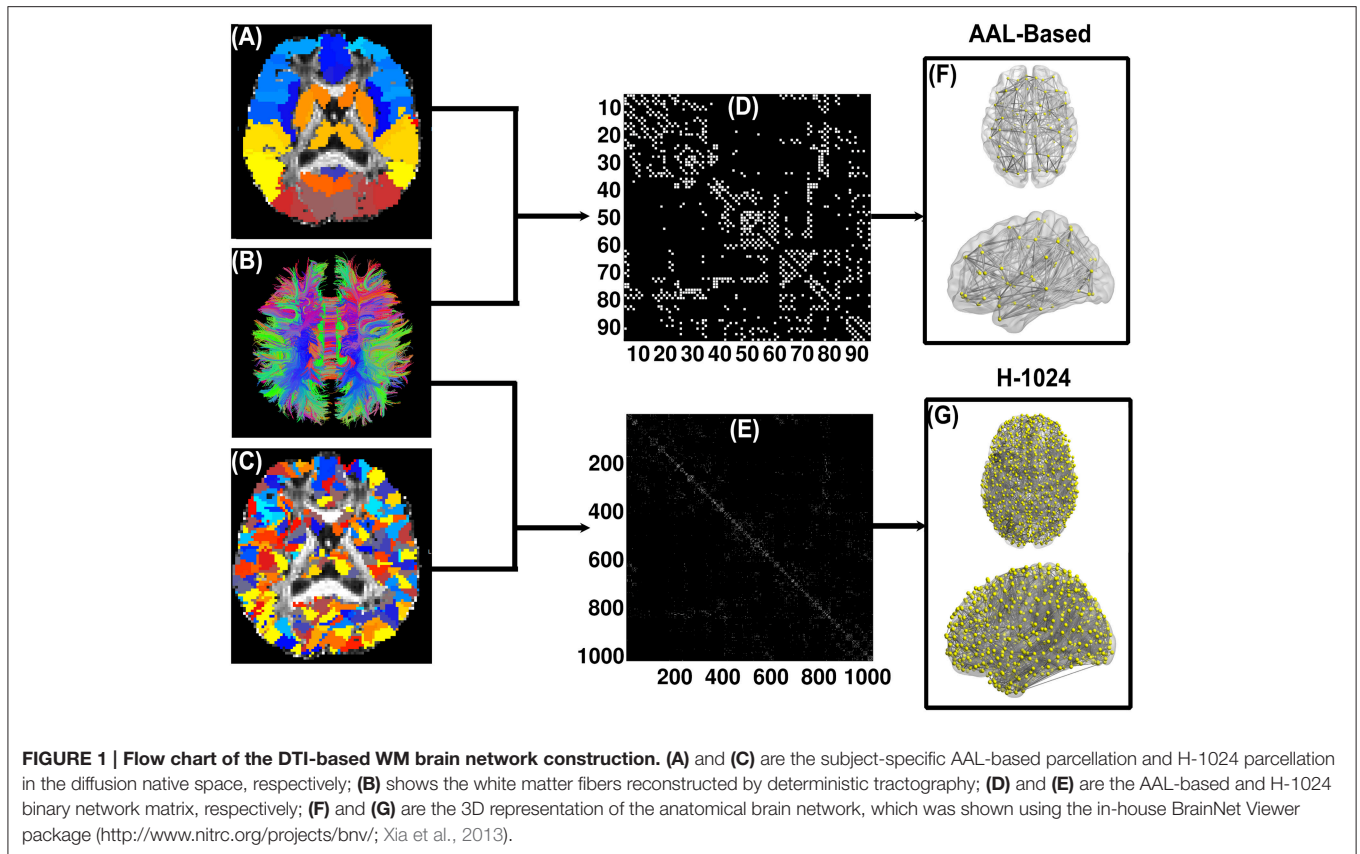 AAL-Based
(A)
(F)
(D)
10
20
30
40
50
60
70
80
90
10 20 30 40 50 60 70 80 90
(B)
H-1024
(G)
(E)
(C)
200
400
600
800
1000
200 400 600 800 1000
FIGURE 1 | Flow chart of the DTI-based WM brain network construction. (A) and (C) are the subject-specific AAL-based parcellation and H-1024 parcellation
in the diffusion native space, respectively; (B) shows the white matter fibers reconstructed by deterministic tractography; (D) and (E) are the AAL-based and H-1024
binary network matrix, respectively; (F) and (G) are the 3D representation of the anatomical brain network, which was shown using the in-house BrainNet Viewer
package (http://www.nitrc.org/projects/bnv/; Xia et al., 2013).